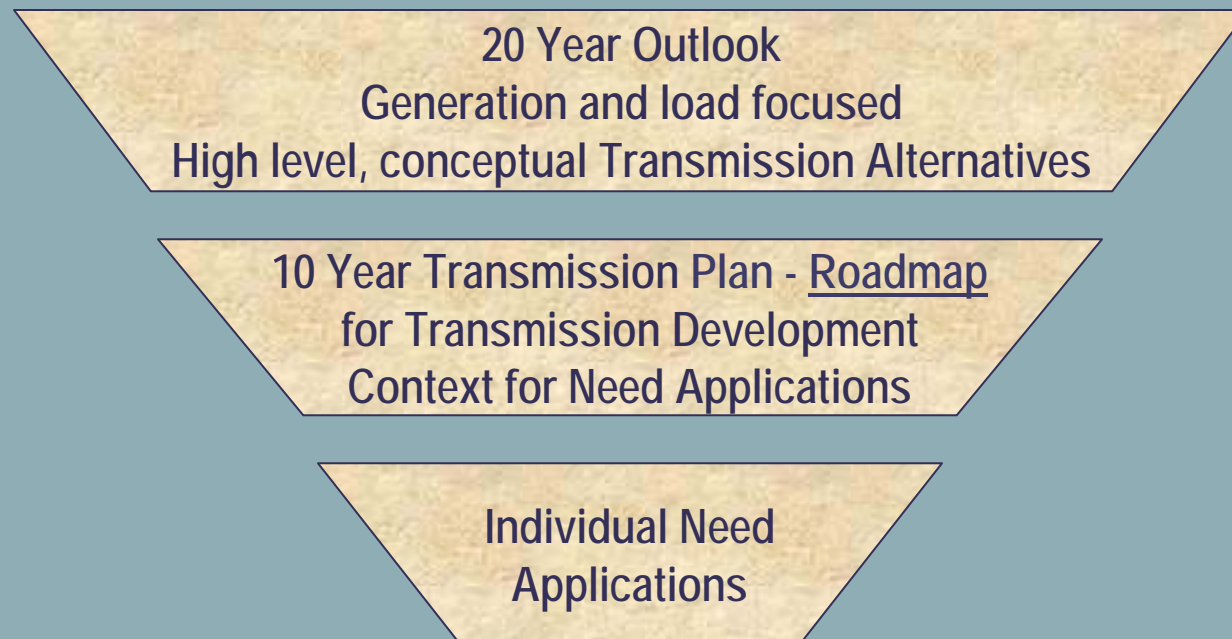 20 Year Outlook
Generation and load focused
High level, conceptual Transmission Alternatives
10 Year Transmission Plan - Roadmap
for Transmission Development
Context for Need Applications
Individual Need
Applications